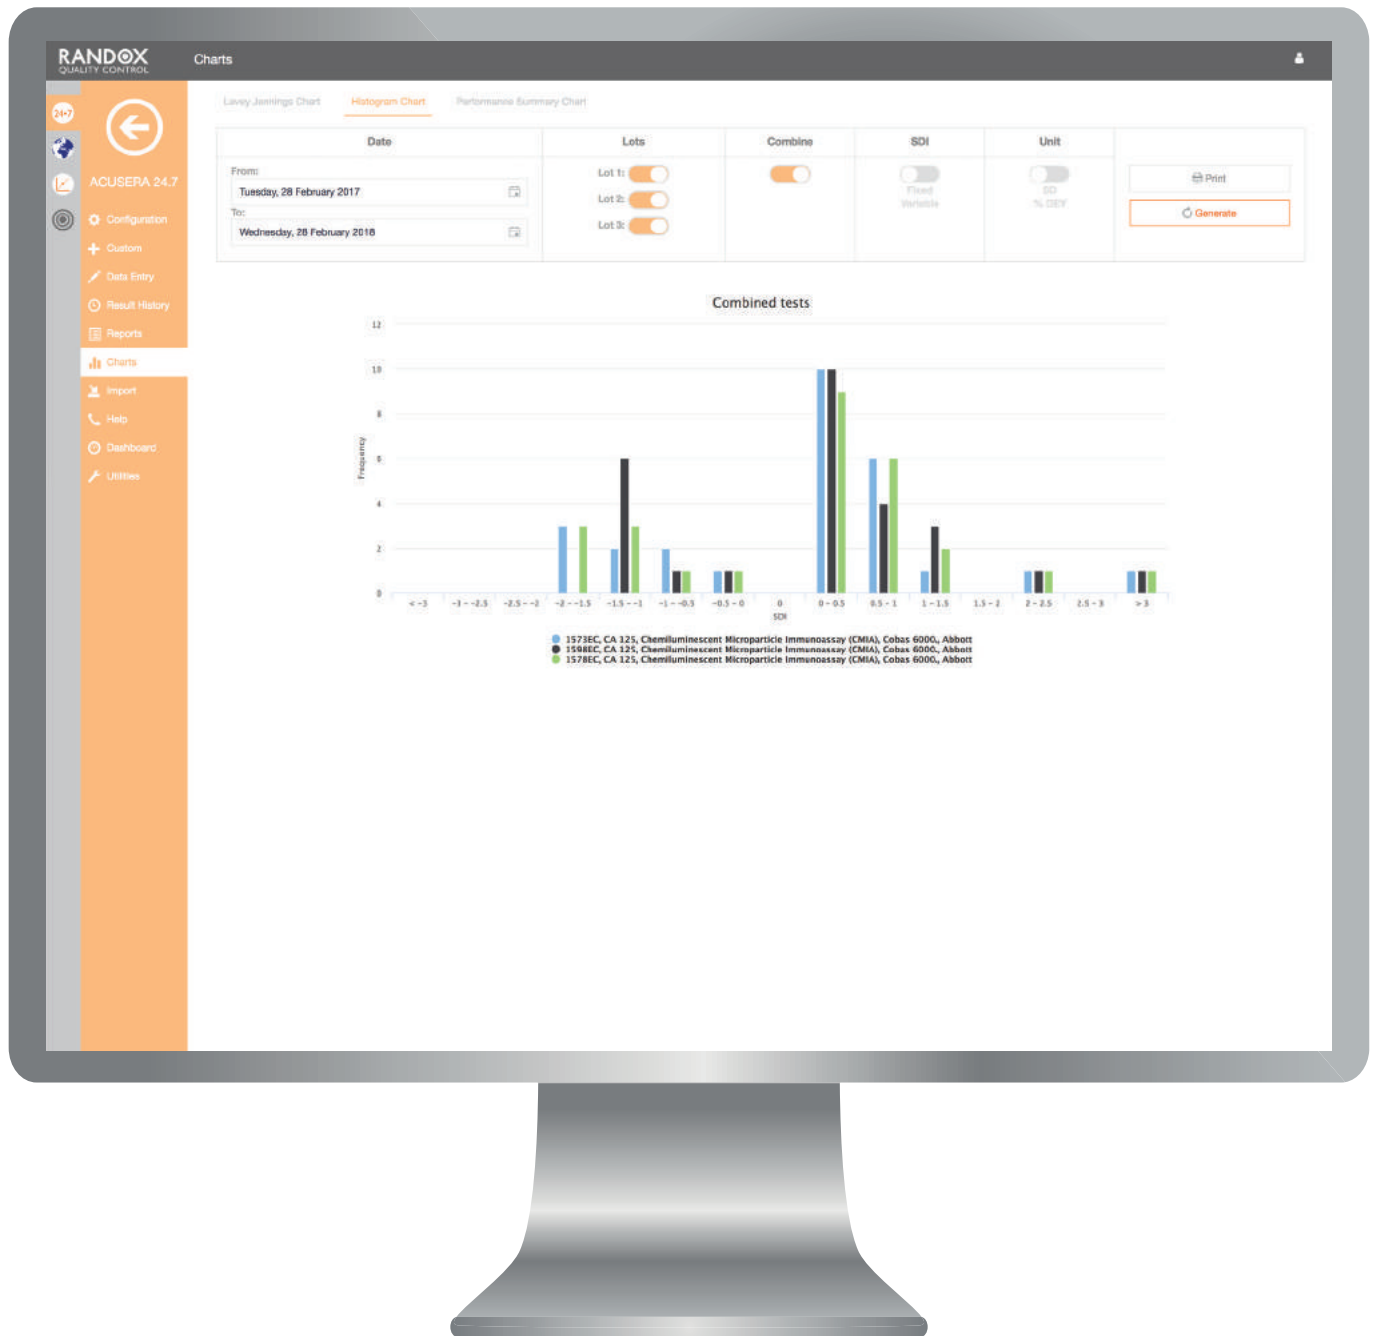 RANDOX
QUALITY CONTROL
Charts
24•7
ACUSERA 24.7
Configuration
Custom
Data Entry
Result History
Reports
Charts
Import
Help
Dashboard
Utilities
Levey Jennings Chart
Histogram Chart
Performance Summary Chart
Date
Lots
Combine
SDI
Unit
From:
Tuesday, 28 February 2017
To:
Wednesday, 28 February 2018
Lot 1:
Lot 2:
Lot 3:
Fixed
Variable
SD
% DEV
Print
Generate
Combined tests
Frequency
12
10
8
6
4
2
0
< -3
-3 - -2.5
-2.5 - -2
-2 - -1.5
-1.5 - -1
-1 - -0.5
-0.5 - 0
0
0 - 0.5
0.5 - 1
1 - 1.5
1.5 - 2
2 - 2.5
2.5 - 3
> 3
SDI
1573EC, CA 125, Chemiluminescent Microparticle Immunoassay (CMIA), Cobas 6000., Abbott
1598EC, CA 125, Chemiluminescent Microparticle Immunoassay (CMIA), Cobas 6000., Abbott
1578EC, CA 125, Chemiluminescent Microparticle Immunoassay (CMIA), Cobas 6000., Abbott